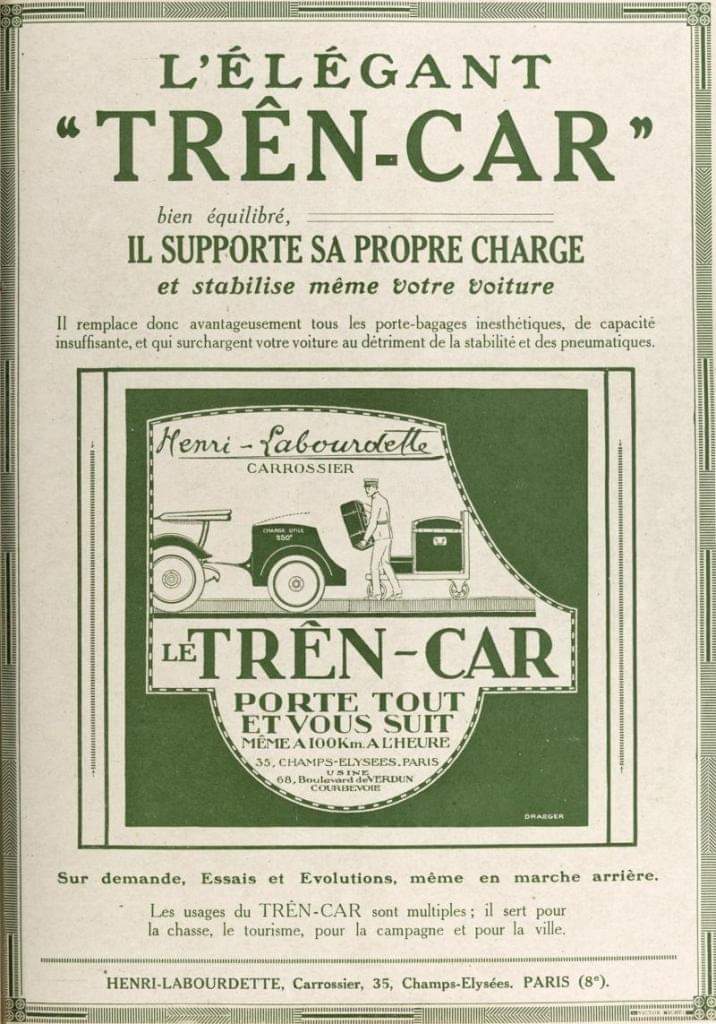 L'ÉLÉGANT
“TRÊN-CAR”
bien équilibré,
IL SUPPORTE SA PROPRE CHARGE
et stabilise même votre voiture
Il remplace donc avantageusement tous les porte-bagages inesthétiques, de capacité
insuffisante, et qui surchargent votre voiture au détriment de la stabilité et des pneumatiques.
Henri-Labourdette
CARROSSIER
CHARGE UTILE
LE TRÊN-CAR
PORTE TOUT
ET VOUS SUIT
MÊME A 100Km. A L'HEURE
35, CHAMPS-ELYSEES. PARIS
USINE
68, Boulevard de VERDUN
COURBEVOIE
DRAEGER
Sur demande, Essais et Evolutions, même en marche arrière.
Les usages du TRÊN-CAR sont multiples; il sert pour
la chasse, le tourisme, pour la campagne et pour la ville.
HENRI-LABOURDETTE, Carrossier, 35, Champs-Elysées. PARIS (8e).